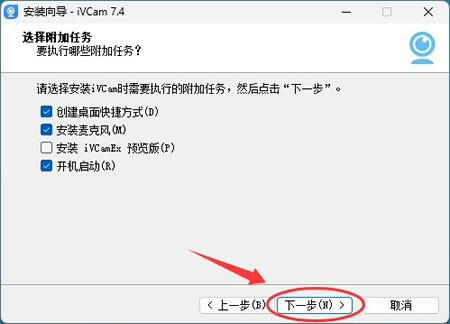 安装向导 - iVCam 7.4
选择附加任务
要执行哪些附加任务？
请选择安装iVCam时需要执行的附加任务，然后点击“下一步”。
创建桌面快捷方式(D)
安装麦克风(M)
安装 iVCamEx 预览版(P)
开机启动(R)
< 上一步(B) 下一步(N) > 取消